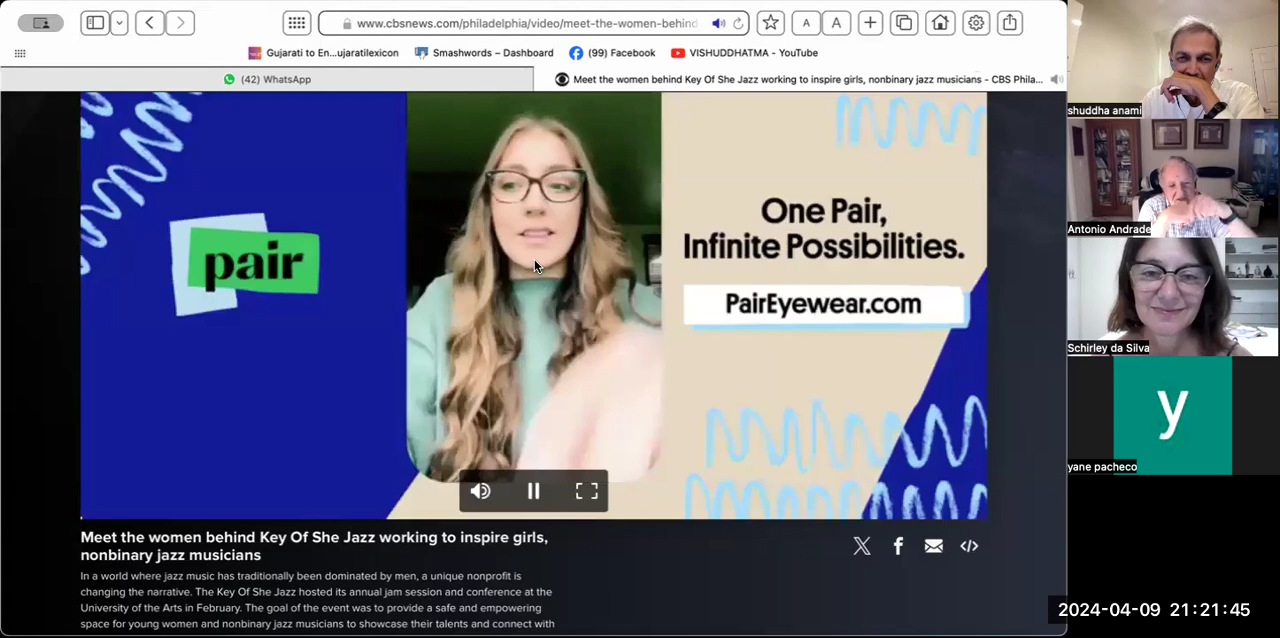 www.cbsnews.com/philadelphia/video/meet-the-women-behind
A A
Gujarati to En...ujaratilexicon
Smashwords – Dashboard
(99) Facebook
VISHUDDHATMA - YouTube
(42) WhatsApp
Meet the women behind Key Of She Jazz working to inspire girls, nonbinary jazz musicians - CBS Phila...
pair
One Pair,
Infinite Possibilities.
PairEyewear.com
Meet the women behind Key Of She Jazz working to inspire girls,
nonbinary jazz musicians
In a world where jazz music has traditionally been dominated by men, a unique nonprofit is
changing the narrative. The Key Of She Jazz hosted its annual jam session and conference at the
University of the Arts in February. The goal of the event was to provide a safe and empowering
space for young women and nonbinary jazz musicians to showcase their talents and connect with
shuddha anami
Antonio Andrade
Schirley da Silva
y
yane pacheco
2024-04-09 21:21:45